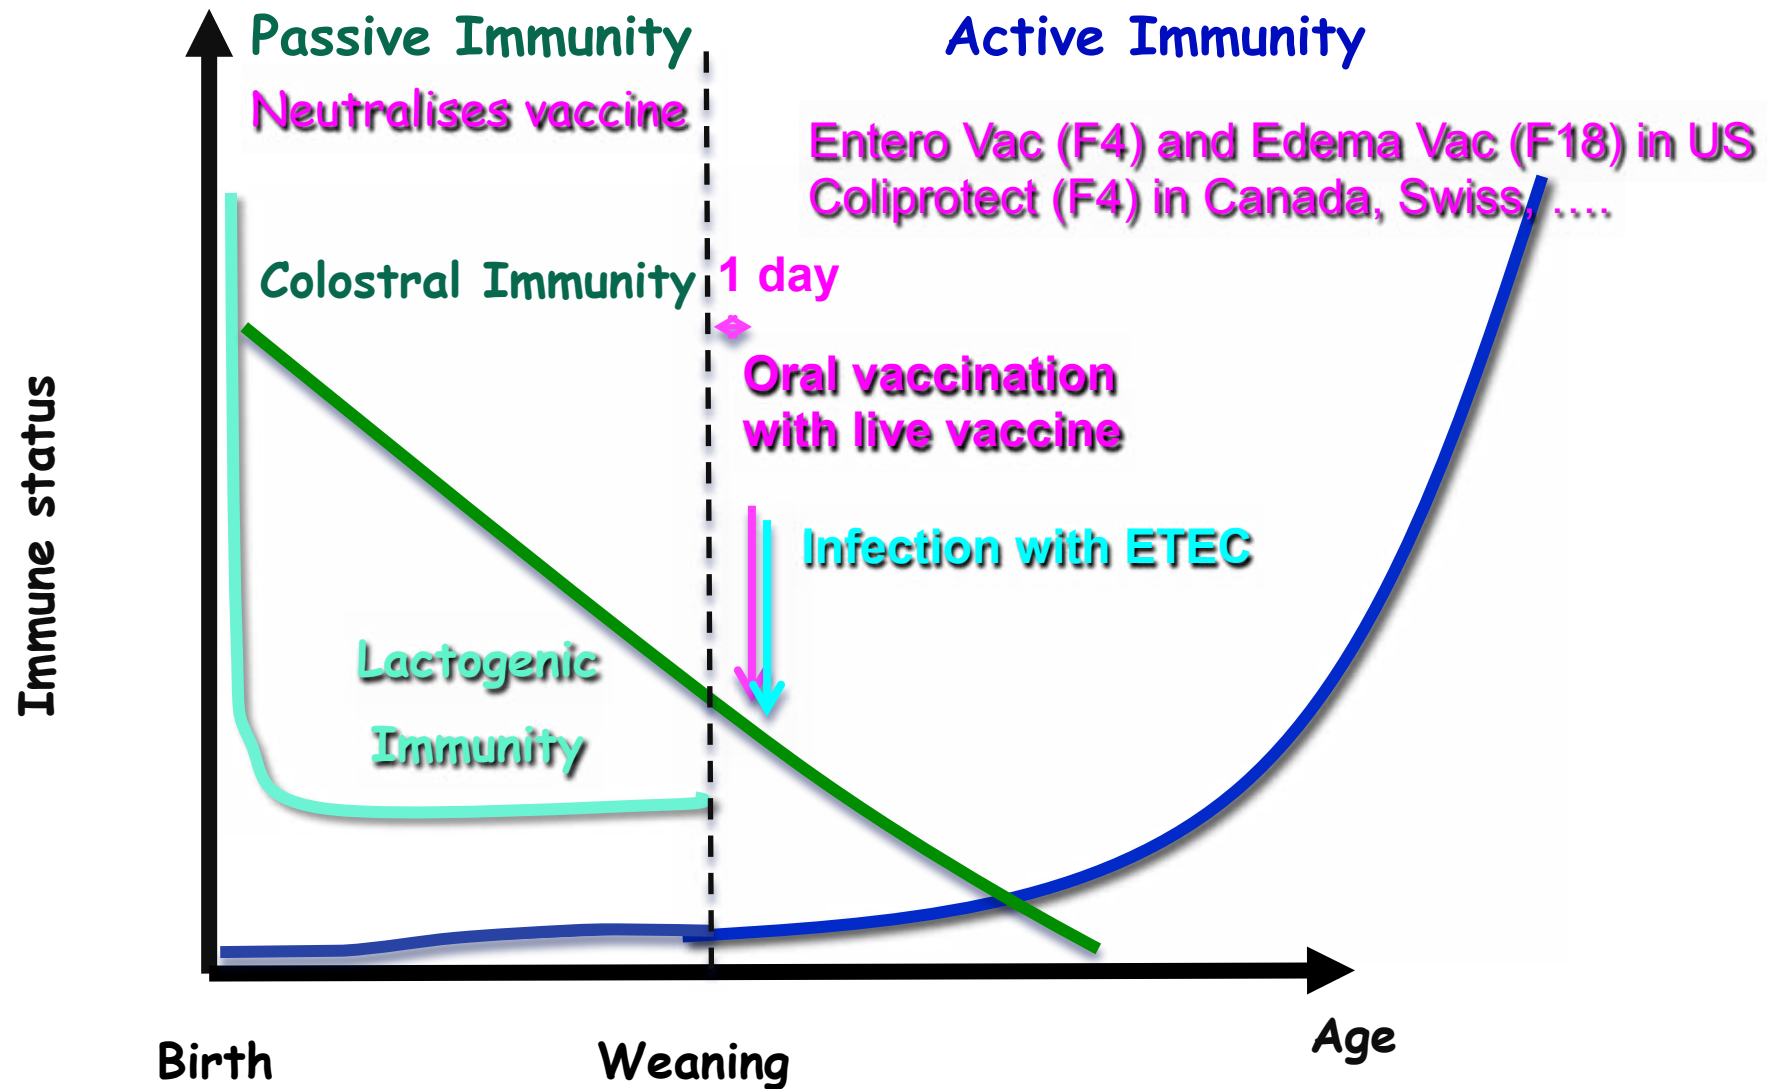 Passive Immunity
Active Immunity
Neutralises vaccine
Entero Vac (F4) and Edema Vac (F18) in US
Coliprotect (F4) in Canada, Swiss, ....
Colostral Immunity
1 day
Oral vaccination
with live vaccine
Immune status
Infection with ETEC
Lactogenic
Immunity
Age
Birth
Weaning